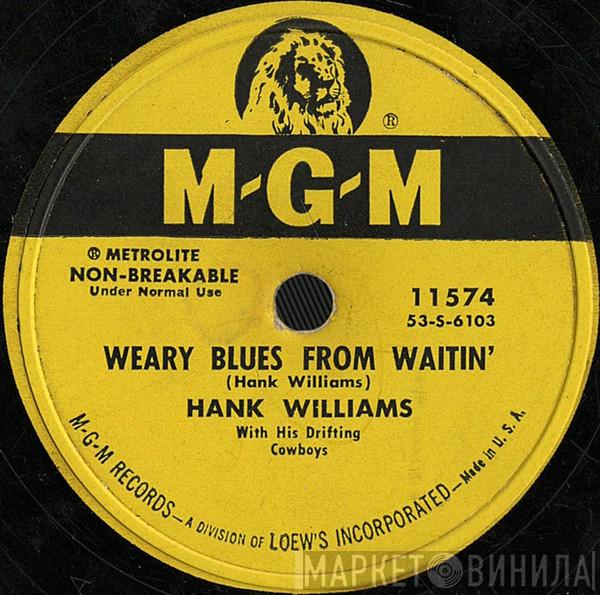 ®
M-G-M
® METROLITE
NON-BREAKABLE
Under Normal Use
11574
53-S-6103
WEARY BLUES FROM WAITIN'
(Hank Williams)
HANK WILLIAMS
With His Drifting
Cowboys
M-G-M RECORDS—A DIVISION OF LOEW'S INCORPORATED—Made in U. S. A.
МАРКЕТ ВИНИЛА